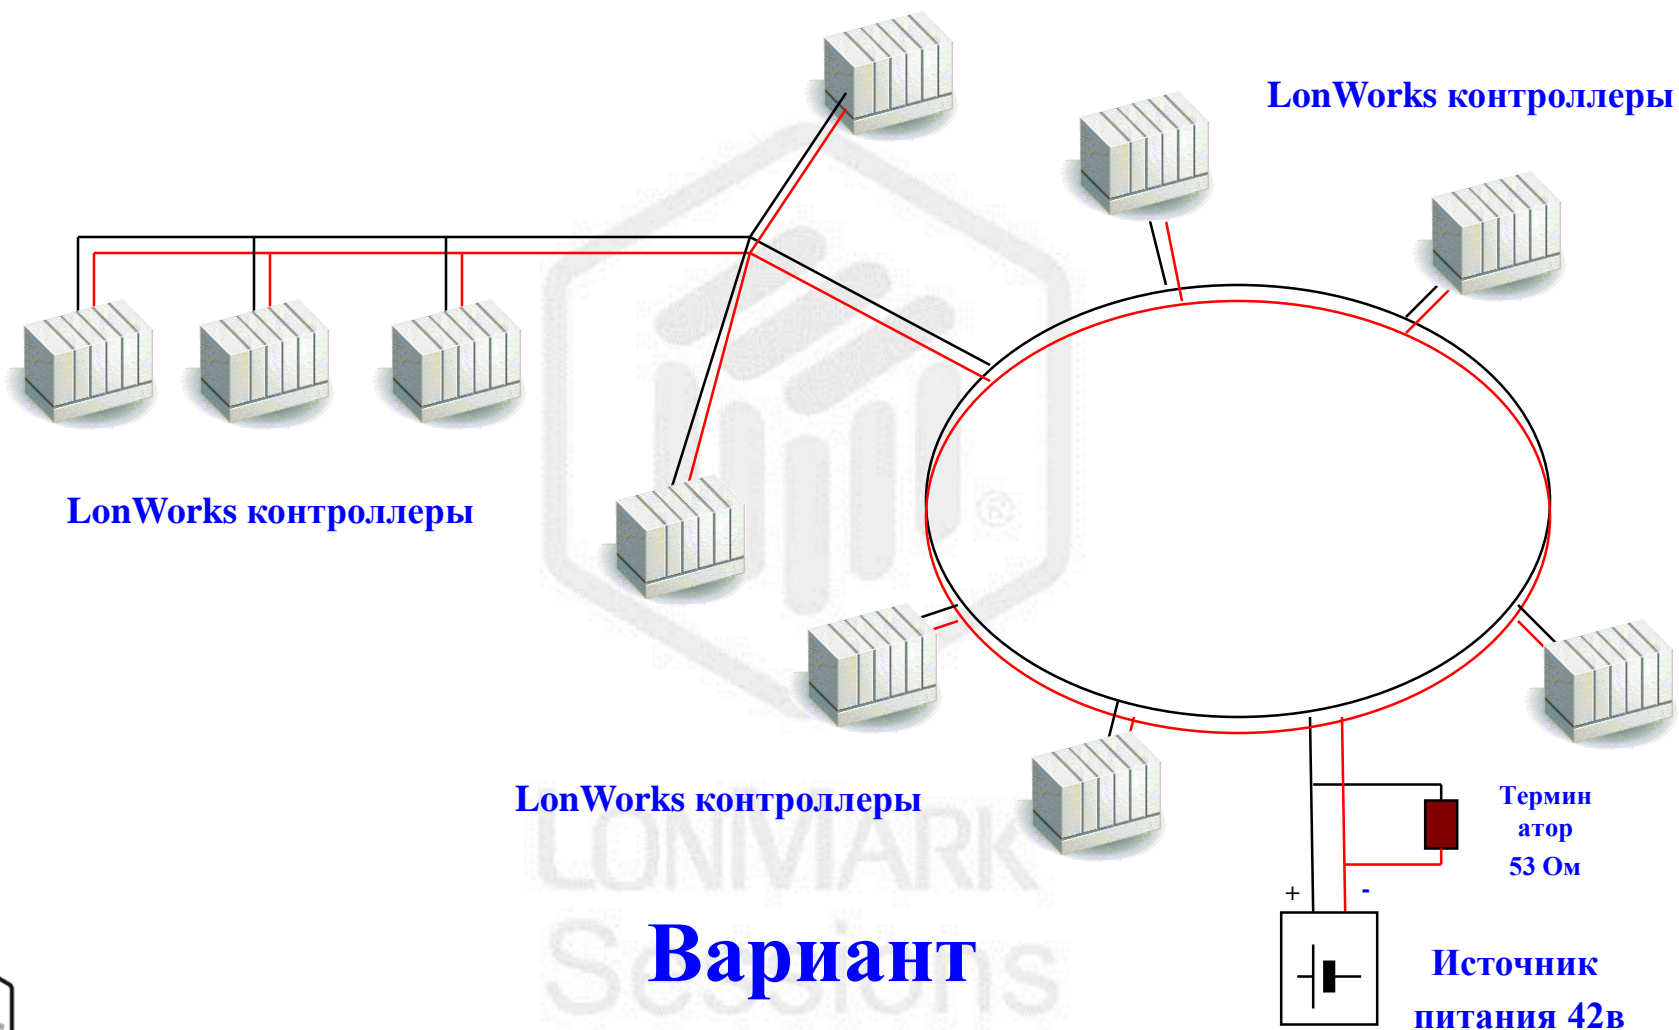 LonWorks контроллеры
LonWorks контроллеры
LonWorks контроллеры
Термин
атор
53 Ом
+
-
Вариант
Источник
питания 42в
LONMARK
Sessions
®